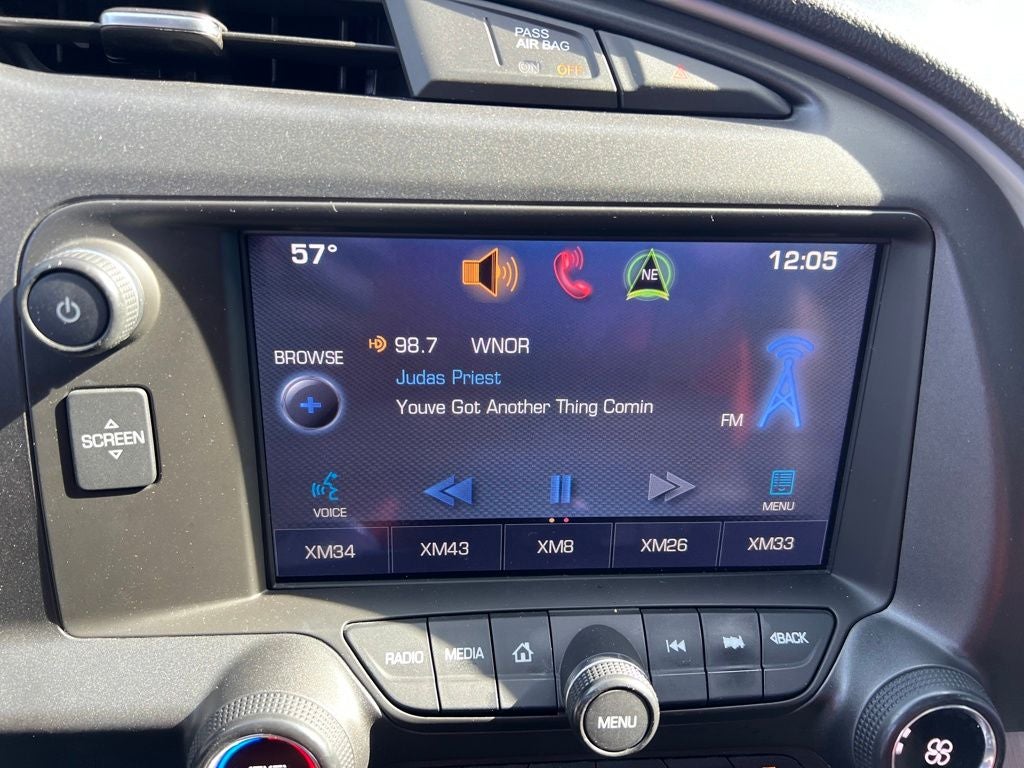 PASS
AIR BAG
ON OFF
57° NE 12:05
HD 98.7 WNOR
BROWSE
Judas Priest
Youve Got Another Thing Comin
FM
SCREEN
VOICE MENU
XM34 XM43 XM8 XM26 XM33
RADIO MEDIA BACK
MENU